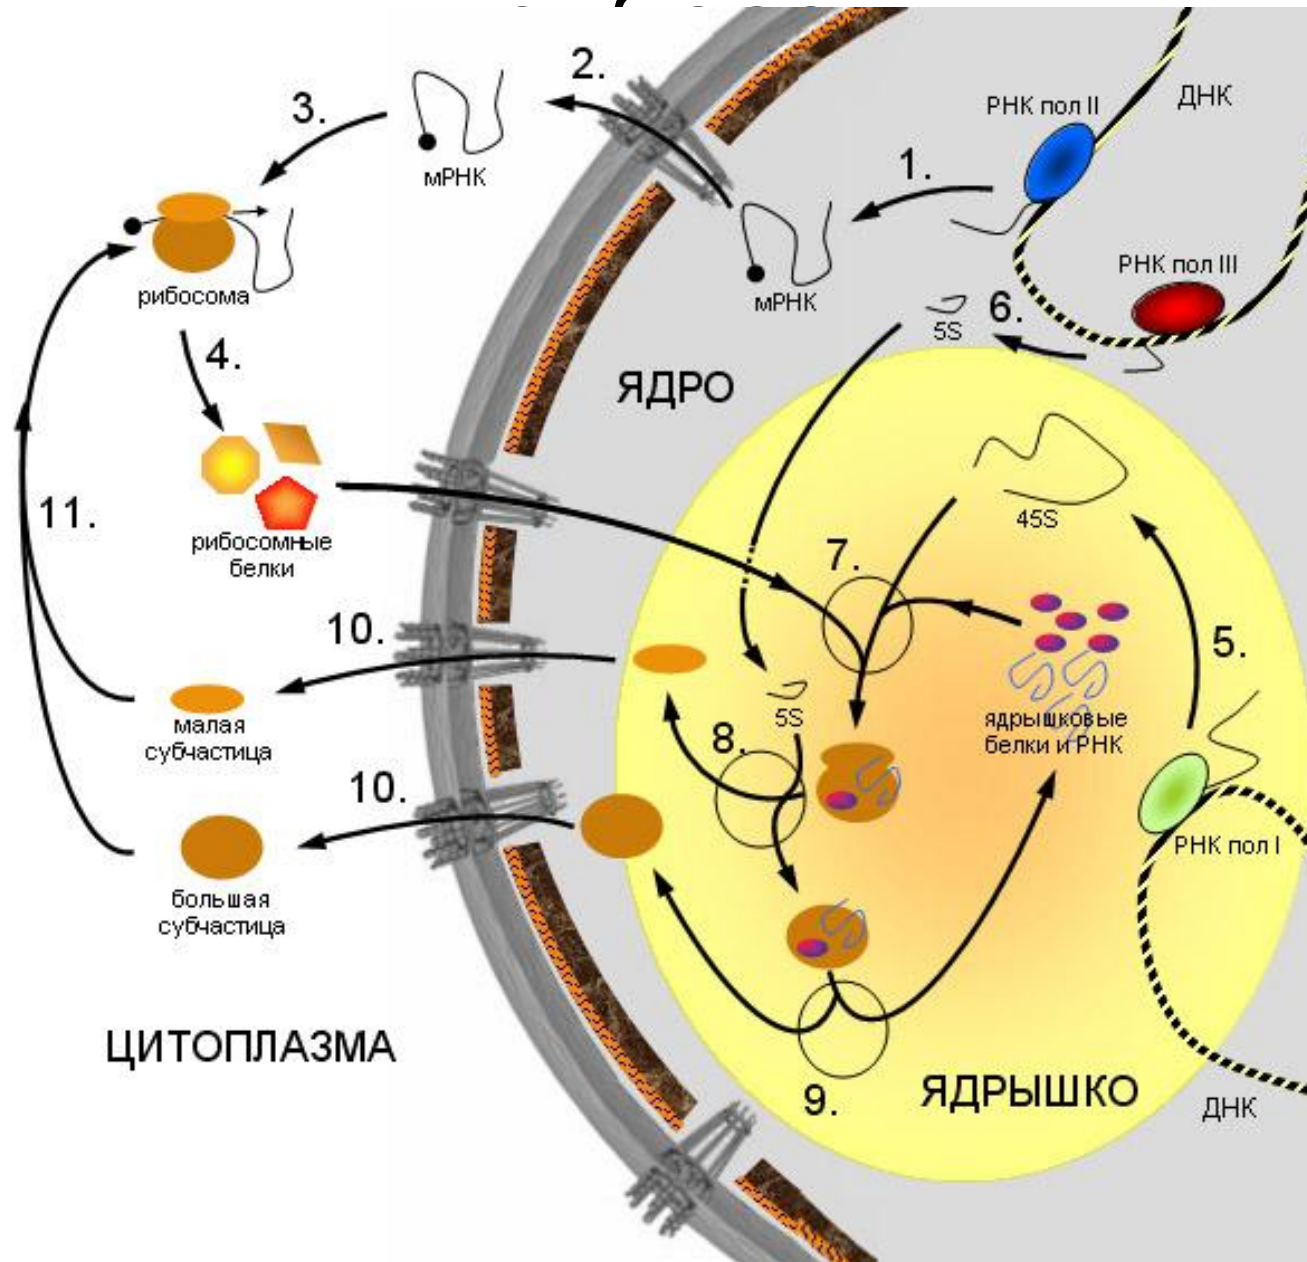 2.
РНК пол II
ДНК
3.
мРНК
1.
РНК пол III
рибосома
мРНК
6.
5S
4.
ЯДРО
11.
45S
рибосомные
белки
7.
10.
5.
5S
ядрышковые
белки и РНК
малая
субчастица
8.
10.
РНК пол I
большая
субчастица
ЦИТОПЛАЗМА
9.
ЯДРЫШКО
ДНК